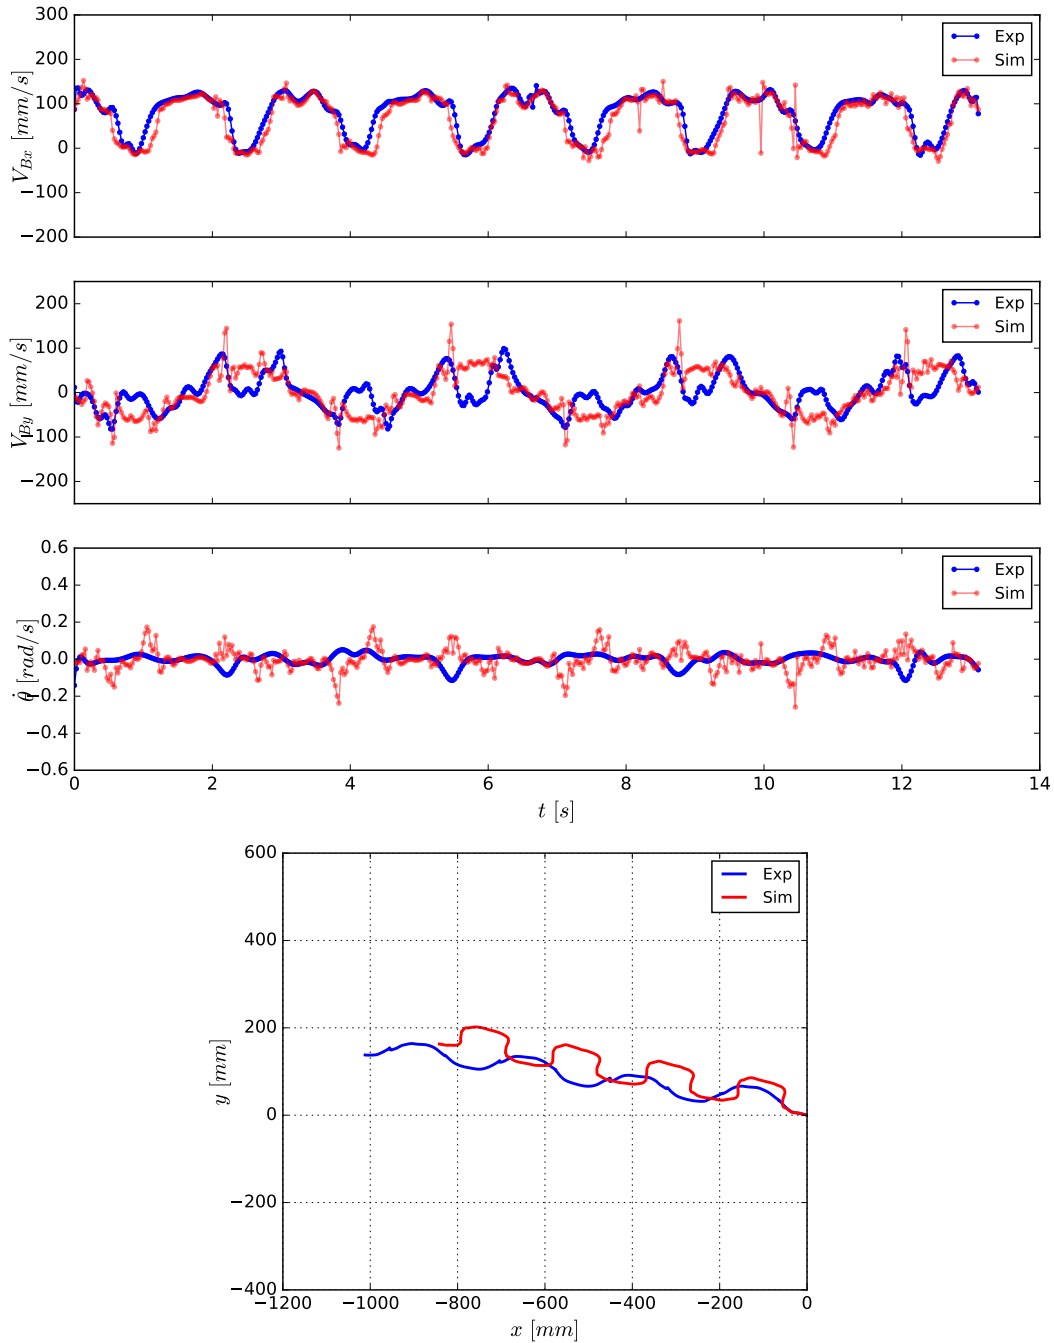 300
200
100
0
−100
−200
V_{Bx} [mm/s]
Exp
Sim
200
100
0
−100
−200
V_{By} [mm/s]
Exp
Sim
0.6
0.4
0.2
0.0
−0.2
−0.4
−0.6
θ̇ [rad/s]
Exp
Sim
0 2 4 6 8 10 12 14
t [s]
600
400
200
0
−200
−400
y [mm]
Exp
Sim
−1200 −1000 −800 −600 −400 −200 0
x [mm]